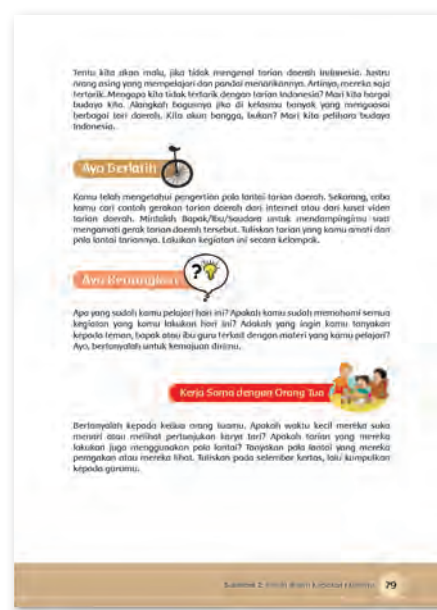 Tentu kita akan malu, jika tidak mengenal tarian daerah Indonesia. Justru
orang asing yang mempelajari dan pandai menarikannya. Artinya, mereka saja
tertarik. Mengapa kita tidak tertarik dengan tarian Indonesia? Mari kita hargai
budaya kita. Alangkah bagusnya jika di kelasmu banyak yang menguasai
berbagai tari daerah. Kita akan bangga, bukan? Mari kita pelihara budaya
Indonesia.
Ayo Berlatih
Kamu telah mengetahui pengertian pola lantai tarian daerah. Sekarang, coba
kamu cari contoh gerakan tarian daerah dari internet atau dari kaset video
tarian daerah. Mintalah Bapak/Ibu/Saudara untuk mendampingimu saat
mengamati gerak tarian daerah tersebut. Tuliskan tarian yang kamu amati dan
pola lantai tariannya. Lakukan kegiatan ini secara kelompok.
Ayo Renungkan
Apa yang sudah kamu pelajari hari ini? Apakah kamu sudah memahami semua
kegiatan yang kamu lakukan hari ini? Adakah yang ingin kamu tanyakan
kepada teman, bapak atau ibu guru terkait dengan materi yang kamu pelajari?
Ayo, bertanyalah untuk kemajuan dirimu.
Kerja Sama dengan Orang Tua
Bertanyalah kepada kedua orang tuamu. Apakah waktu kecil mereka suka
menari atau melihat pertunjukan karya tari? Apakah tarian yang mereka
lakukan juga menggunakan pola lantai? Tanyakan pola lantai yang mereka
peragakan atau mereka lihat. Tuliskan pada selembar kertas, lalu kumpulkan
kepada gurumu.
Subtema 2: 79